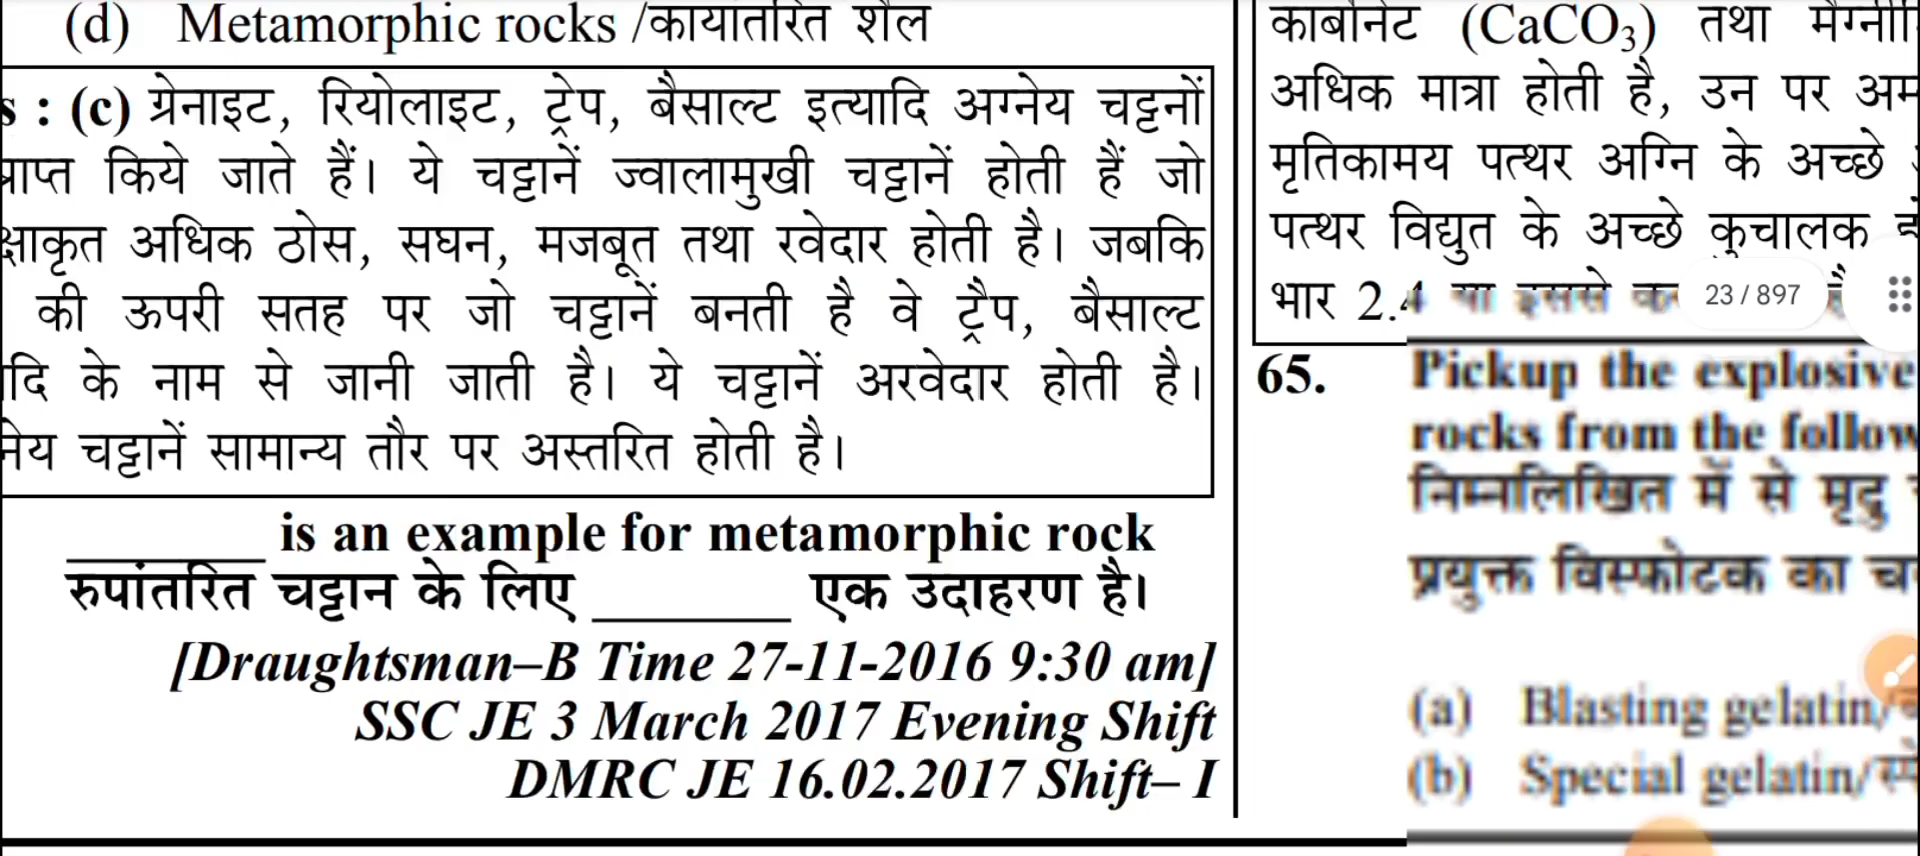 (d) Metamorphic rocks /कायांतरित शैल
s : (c) ग्रेनाइट, रियोलाइट, ट्रेप, बैसाल्ट इत्यादि अग्नेय चट्टनों
प्राप्त किये जाते हैं। ये चट्टानें ज्वालामुखी चट्टानें होती हैं जो
क्षाकृत अधिक ठोस, सघन, मजबूत तथा रवेदार होती है। जबकि
की ऊपरी सतह पर जो चट्टानें बनती है वे ट्रैप, बैसाल्ट
दि के नाम से जानी जाती है। ये चट्टानें अरवेदार होती है।
नेय चट्टानें सामान्य तौर पर अस्तरित होती है।
_______ is an example for metamorphic rock
रुपांतरित चट्टान के लिए _______ एक उदाहरण है।
[Draughtsman–B Time 27-11-2016 9:30 am]
SSC JE 3 March 2017 Evening Shift
DMRC JE 16.02.2017 Shift– I
कार्बोनेट (CaCO₃) तथा
अधिक मात्रा होती है, उन पर
मृतिकामय पत्थर अग्नि के अच्छे
पत्थर विद्युत के अच्छे कुचालक
भार 2.4 या इससे
23 / 897
65. Pickup the explosive
rocks from the follow
निम्नलिखित में से मृदु
प्रयुक्त विस्फोटक का
(a) Blasting gelatin/
(b) Special gelatin/